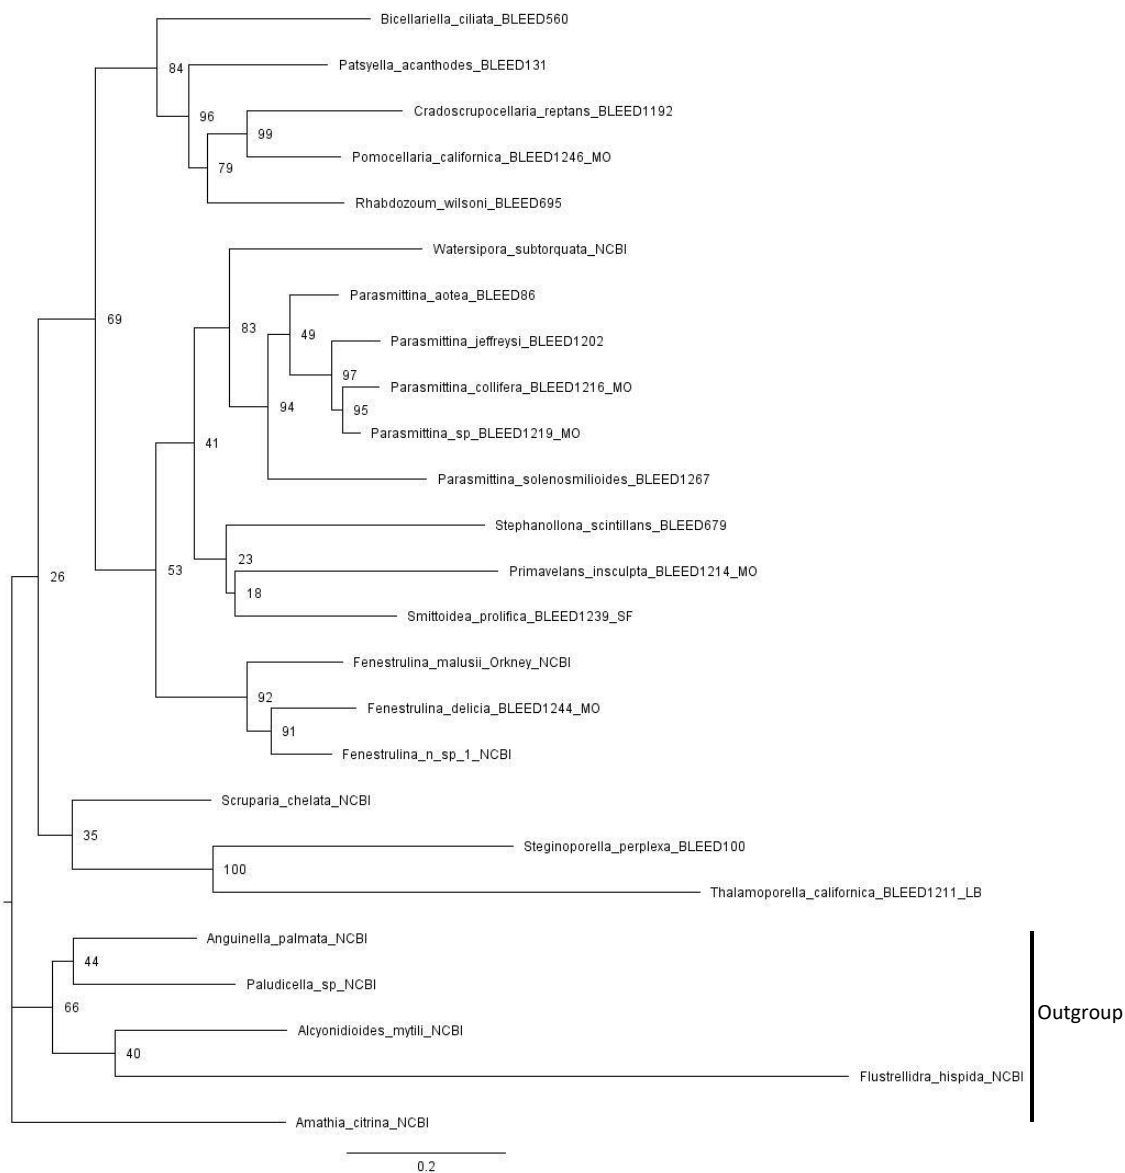 Bicellariella_ciliata_BLEED560
Patsyella_acanthodes_BLEED131
84
Cradoscrupocellaria_reptans_BLEED1192
96
99
Pomocellaria_californica_BLEED1246_MO
79
Rhabdozoum_wilsoni_BLEED695
Watersipora_subtorquata_NCBI
Parasmittina_aotea_BLEED86
69
83
49
Parasmittina_jeffreysi_BLEED1202
97
Parasmittina_collifera_BLEED1216_MO
94
95
Parasmittina_sp_BLEED1219_MO
41
Parasmittina_solenosmilioides_BLEED1267
Stephanollona_scintillans_BLEED679
23
Primavelans_insculpta_BLEED1214_MO
26
53
18
Smittoidea_prolifica_BLEED1239_SF
Fenestrulina_malusii_Orkney_NCBI
92
Fenestrulina_delicia_BLEED1244_MO
91
Fenestrulina_n_sp_1_NCBI
Scruparia_chelata_NCBI
35
Steginoporella_perplexa_BLEED100
100
Thalamoporella_californica_BLEED1211_LB
Anguinella_palmata_NCBI
44
Paludicella_sp_NCBI
66
Outgroup
Alcyonidioides_mytili_NCBI
40
Flustrellidra_hispida_NCBI
Amathia_citrina_NCBI
0.2